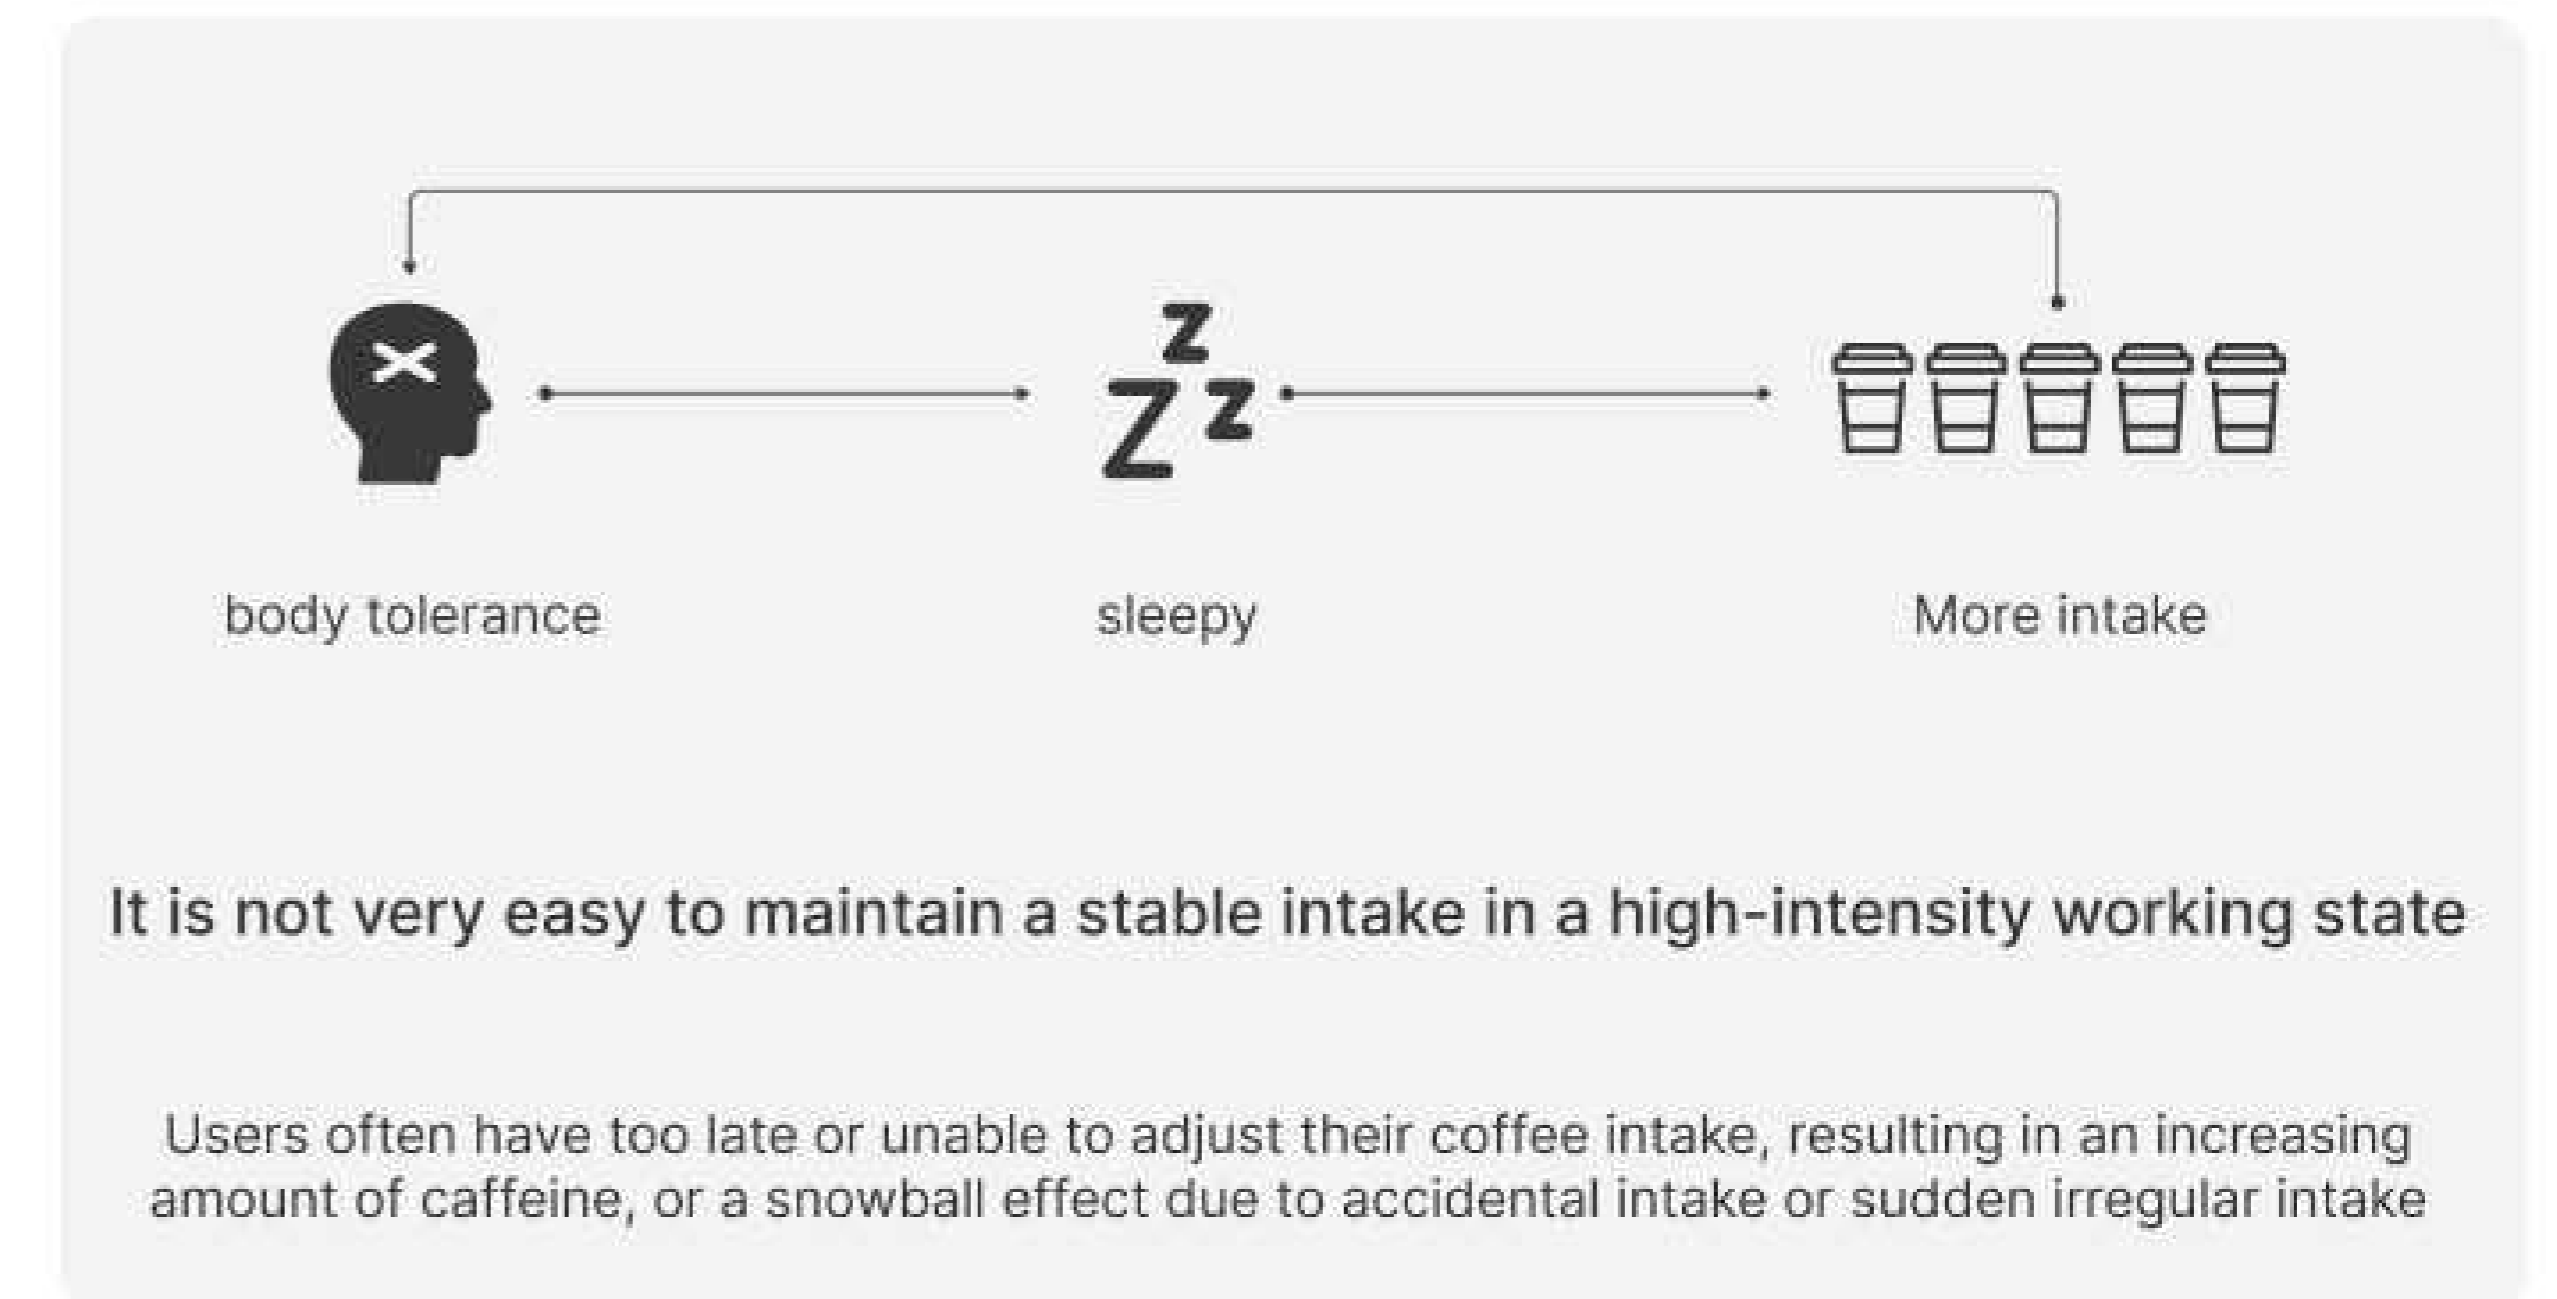 z
Z z
body tolerance
sleepy
More intake
It is not very easy to maintain a stable intake in a high-intensity working state
Users often have too late or unable to adjust their coffee intake, resulting in an increasing
amount of caffeine, or a snowball effect due to accidental intake or sudden irregular intake